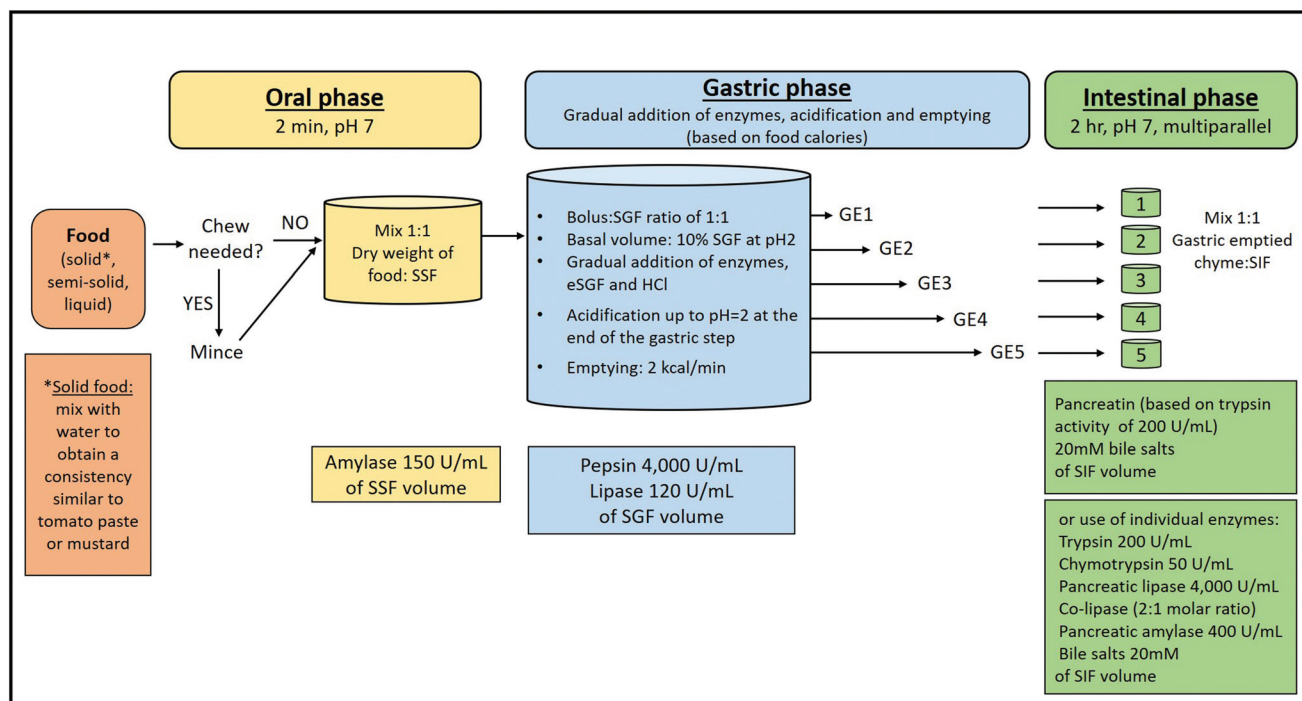 Oral phase
2 min, pH 7
Gastric phase
Gradual addition of enzymes, acidification and emptying
(based on food calories)
Intestinal phase
2 hr, pH 7, multiparallel
Food
(solid*,
semi-solid,
liquid)
Chew
needed?
NO
YES
Mince
Mix 1:1
Dry weight of
food: SSF
• Bolus:SGF ratio of 1:1
• Basal volume: 10% SGF at pH2
• Gradual addition of enzymes,
eSGF and HCl
• Acidification up to pH=2 at the
end of the gastric step
• Emptying: 2 kcal/min
GE1
GE2
GE3
GE4
GE5
1
2
3
4
5
Mix 1:1
Gastric emptied
chyme:SIF
*Solid food:
mix with
water to
obtain a
consistency
similar to
tomato paste
or mustard
Amylase 150 U/mL
of SSF volume
Pepsin 4,000 U/mL
Lipase 120 U/mL
of SGF volume
Pancreatin (based on trypsin
activity of 200 U/mL)
20mM bile salts
of SIF volume
or use of individual enzymes:
Trypsin 200 U/mL
Chymotrypsin 50 U/mL
Pancreatic lipase 4,000 U/mL
Co-lipase (2:1 molar ratio)
Pancreatic amylase 400 U/mL
Bile salts 20mM
of SIF volume